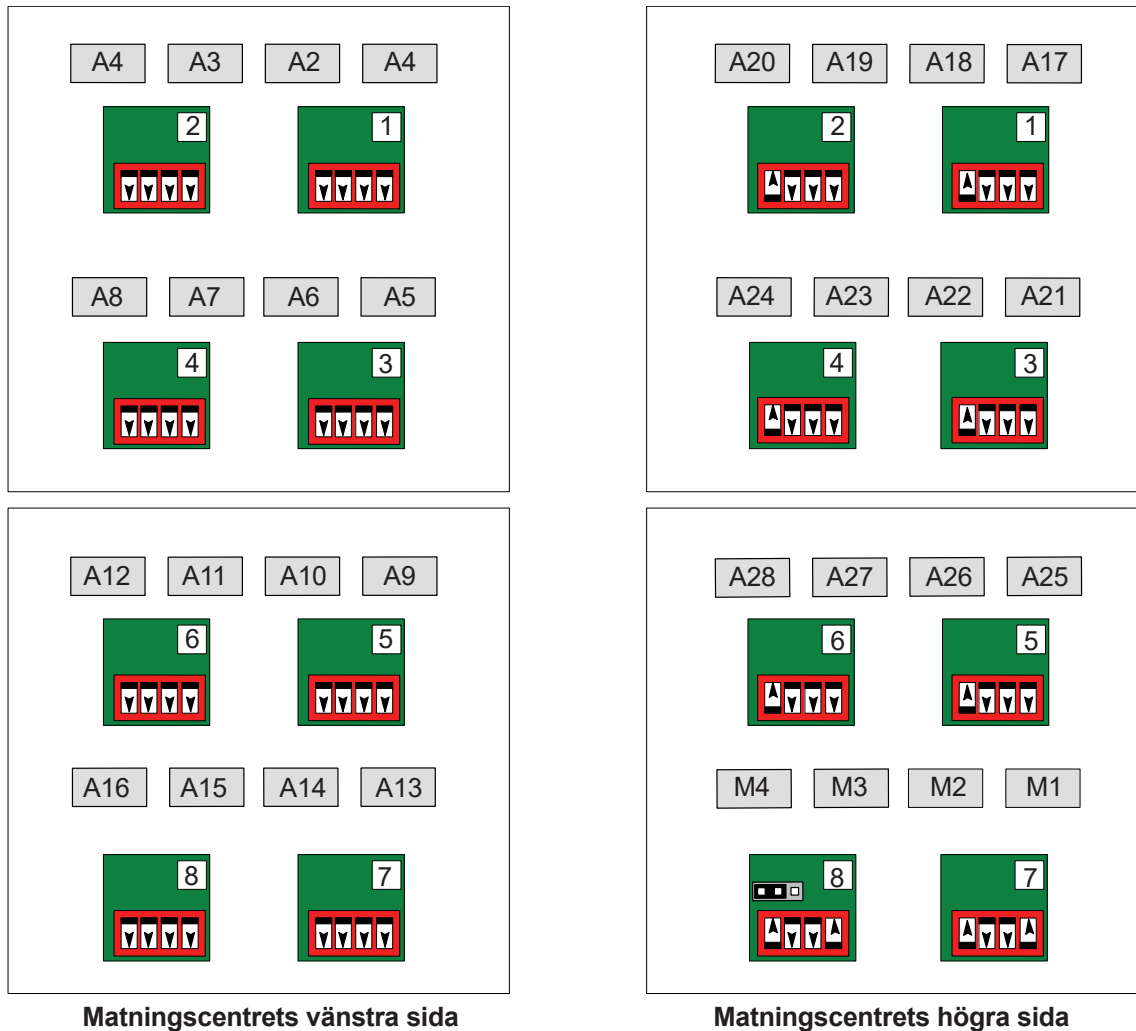 A4 A3 A2 A4
2 1
A8 A7 A6 A5
4 3
A20 A19 A18 A17
2 1
A24 A23 A22 A21
4 3
A12 A11 A10 A9
6 5
A16 A15 A14 A13
8 7
Matningscentrets vänstra sida
A28 A27 A26 A25
6 5
M4 M3 M2 M1
8 7
Matningscentrets högra sida